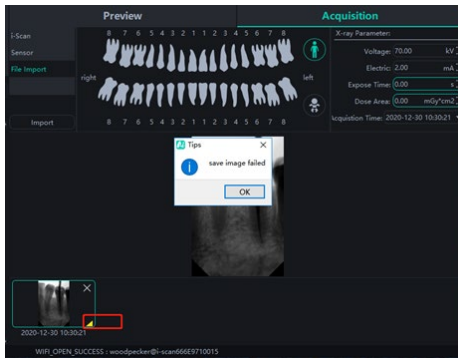 Preview
Acquisition
i-Scan
Sensor
File Import
Import
8 7 6 5 4 3 2 1 1 2 3 4 5 6 7 8
right
left
8 7 6 5 4 3 2 1 1 2 3 4 5 6 7 8
X-ray Parameter:
Voltage: 70.00 kV
Electric: 2.00 mA
Expose Time: 0.00 s
Dose Area: 0.00 mGy*cm2
Acquistion Time: 2020-12-30 10:30:21
Tips
save image failed
OK
2020-12-30 10:30:21
WIFI_OPEN_SUCCESS : woodpecker@i-scan666E9710015